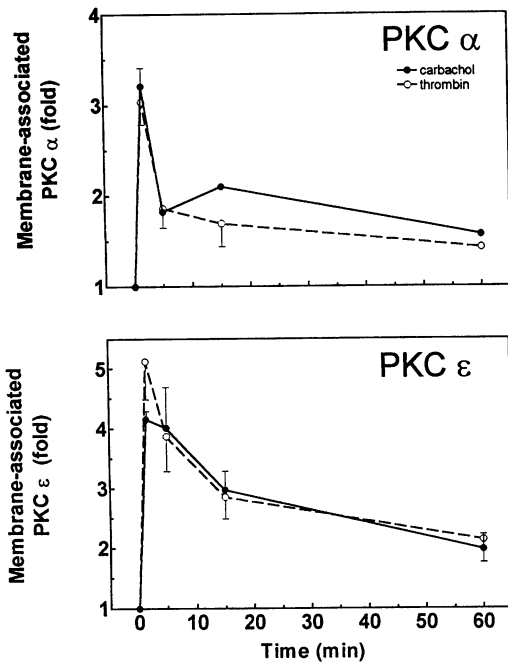 PKC α
carbachol
thrombin
Membrane-associated
PKC α (fold)
4
3
2
1
PKC ε
Membrane-associated
PKC ε (fold)
5
4
3
2
1
0 10 20 30 40 50 60
Time (min)